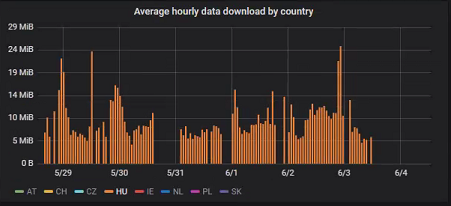 Average hourly data download by country
29 MiB
24 MiB
19 MiB
14 MiB
10 MiB
5 MiB
0 B
5/29 5/30 5/31 6/1 6/2 6/3 6/4
AT CH CZ HU IE NL PL SK